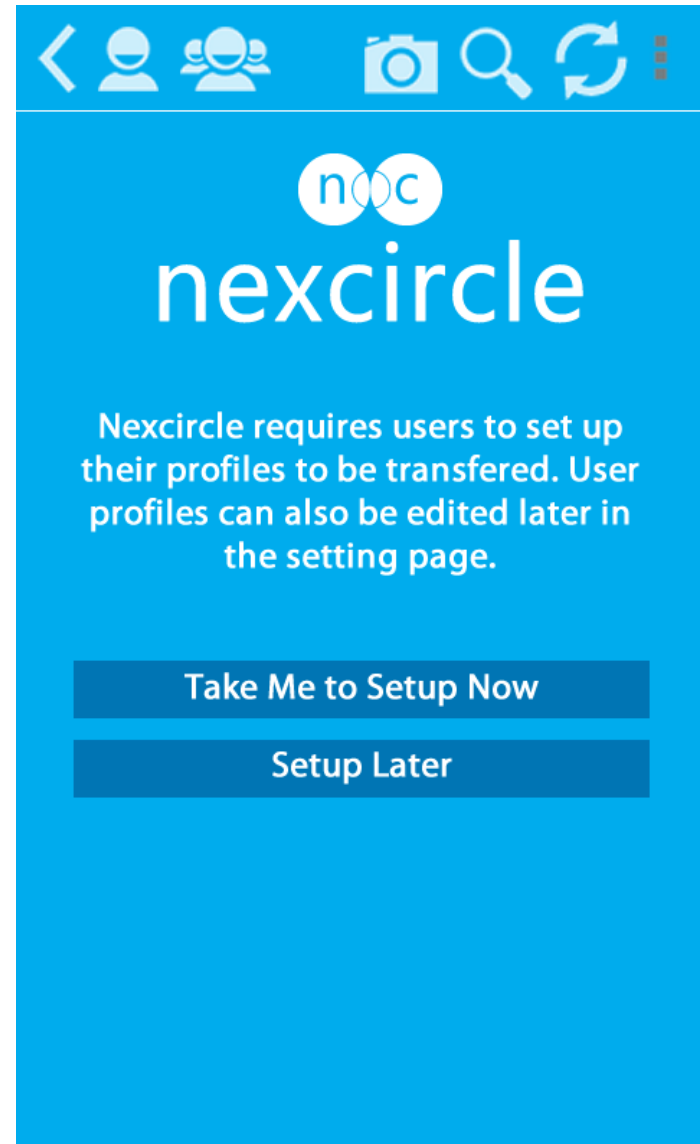 n c
nexcircle
Nexcircle requires users to set up
their profiles to be transfered. User
profiles can also be edited later in
the setting page.
Take Me to Setup Now
Setup Later